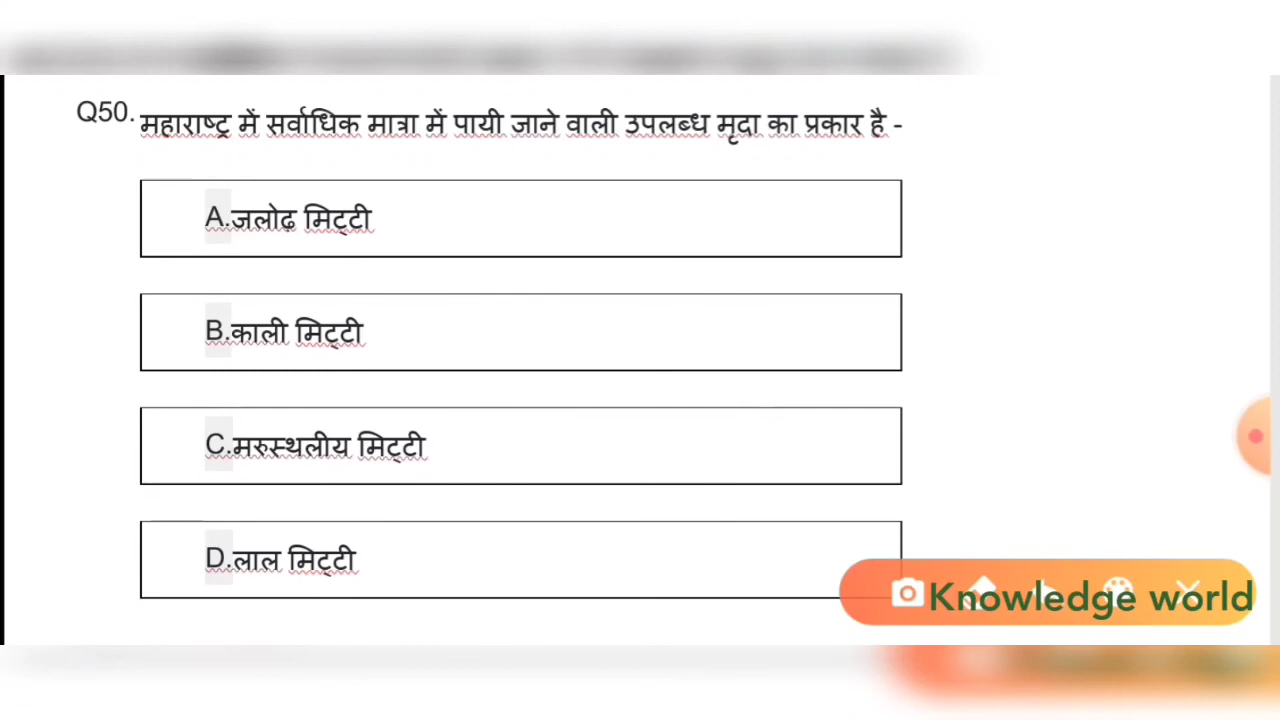 Q50. महाराष्ट्र में सर्वाधिक मात्रा में पायी जाने वाली उपलब्ध मृदा का प्रकार है -
A.जलोढ़ मिट्टी
B.काली मिट्टी
C.मरुस्थलीय मिट्टी
D.लाल मिट्टी
Knowledge world